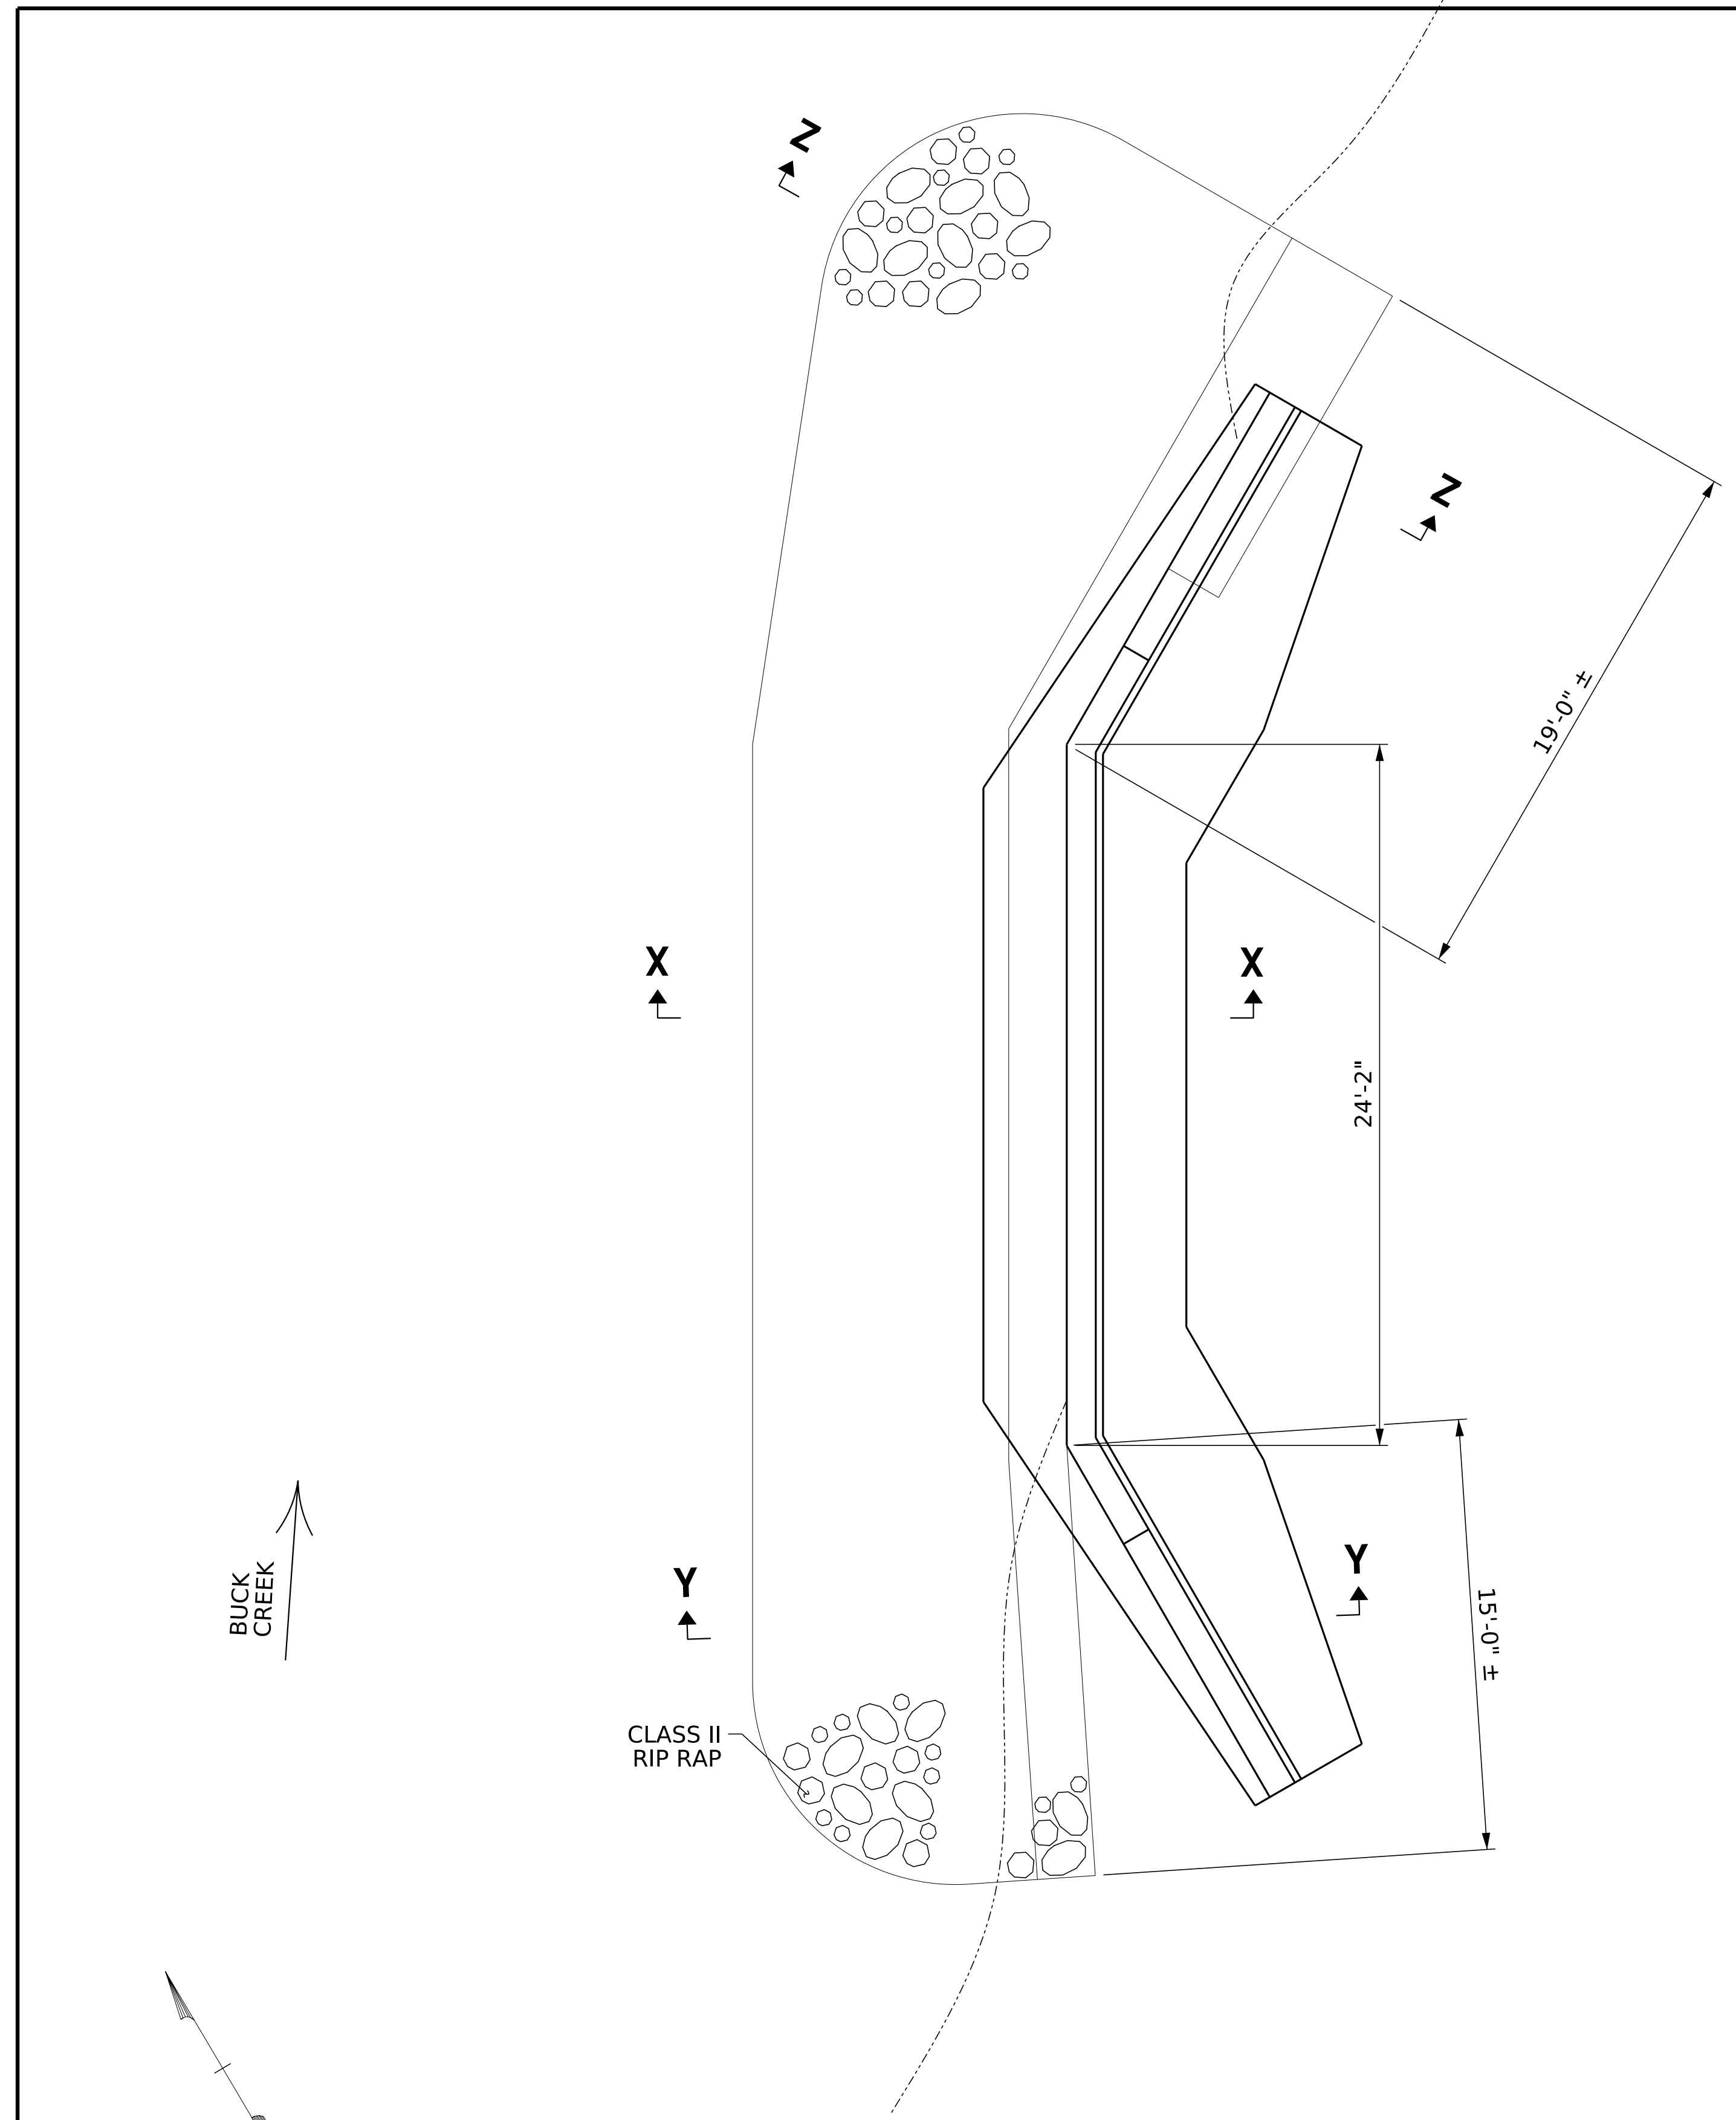 Z
Z
19'-0" ±
X
X
24'-2"
BUCK
CREEK
Y
Y
15'-0" ±
CLASS II
RIP RAP